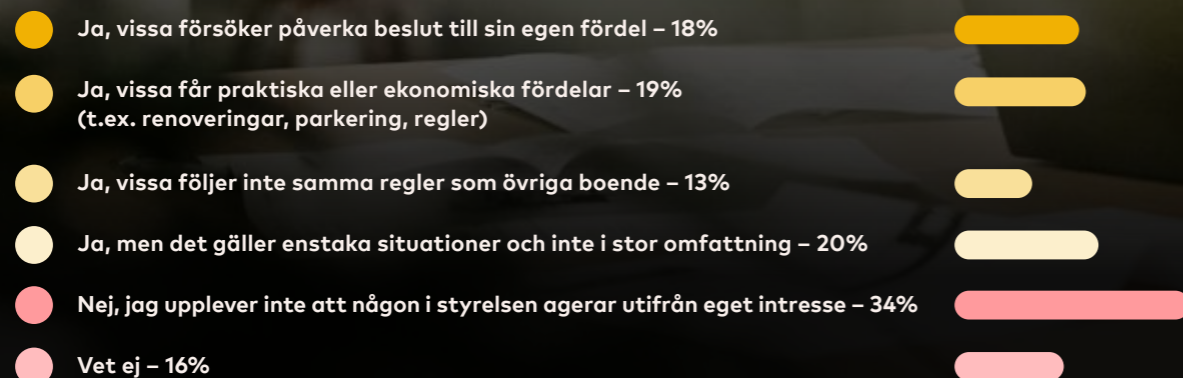 Ja, vissa försöker påverka beslut till sin egen fördel – 18%
Ja, vissa får praktiska eller ekonomiska fördelar – 19%
(t.ex. renoveringar, parkering, regler)
Ja, vissa följer inte samma regler som övriga boende – 13%
Ja, men det gäller enstaka situationer och inte i stor omfattning – 20%
Nej, jag upplever inte att någon i styrelsen agerar utifrån eget intresse – 34%
Vet ej – 16%